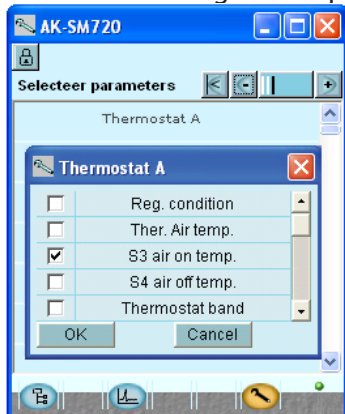 AK-SM720
Selecteer parameters
Thermostat A
Thermostat A
Reg. condition
Ther. Air temp.
S3 air on temp.
S4 air off temp.
Thermostat band
OK
Cancel